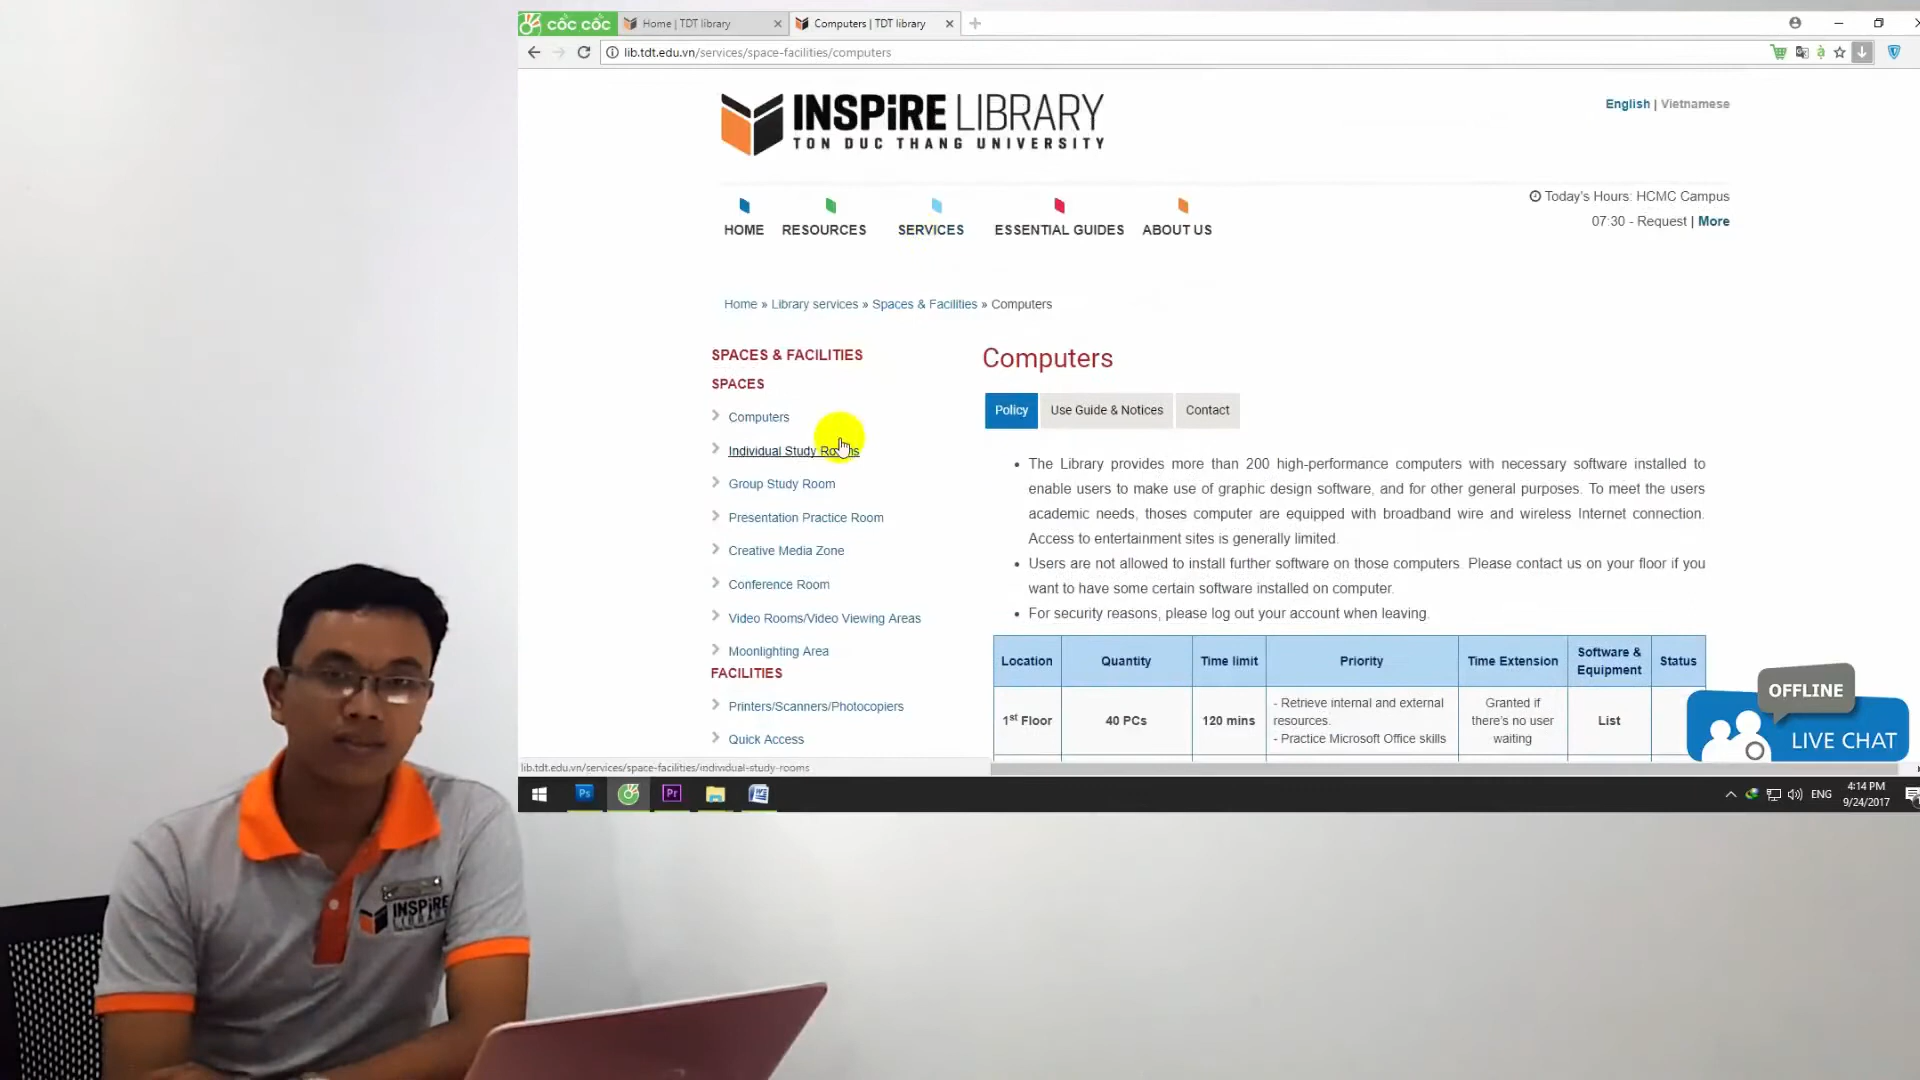 cốc cốc
Home | TDT library
Computers | TDT library
lib.tdt.edu.vn/services/space-facilities/computers
INSPiRE LIBRARY
TON DUC THANG UNIVERSITY
English | Vietnamese
Today's Hours: HCMC Campus
07:30 - Request | More
HOME RESOURCES SERVICES ESSENTIAL GUIDES ABOUT US
Home » Library services » Spaces & Facilities » Computers
SPACES & FACILITIES
SPACES
Computers
Individual Study Rooms
Group Study Room
Presentation Practice Room
Creative Media Zone
Conference Room
Video Rooms/Video Viewing Areas
Moonlighting Area
FACILITIES
Printers/Scanners/Photocopiers
Quick Access
Computers
Policy Use Guide & Notices Contact
• The Library provides more than 200 high-performance computers with necessary software installed to
enable users to make use of graphic design software, and for other general purposes. To meet the users
academic needs, thoses computer are equipped with broadband wire and wireless Internet connection.
Access to entertainment sites is generally limited.
• Users are not allowed to install further software on those computers. Please contact us on your floor if you
want to have some certain software installed on computer.
• For security reasons, please log out your account when leaving.
Location Quantity Time limit Priority Time Extension Software & Equipment Status
1st Floor 40 PCs 120 mins
- Retrieve internal and external
resources.
- Practice Microsoft Office skills
Granted if
there's no user
waiting
List
OFFLINE
LIVE CHAT
lib.tdt.edu.vn/services/space-facilities/individual-study-rooms
Ps
Pr
ENG
4:14 PM
9/24/2017
INSPiRE
LIBRARY